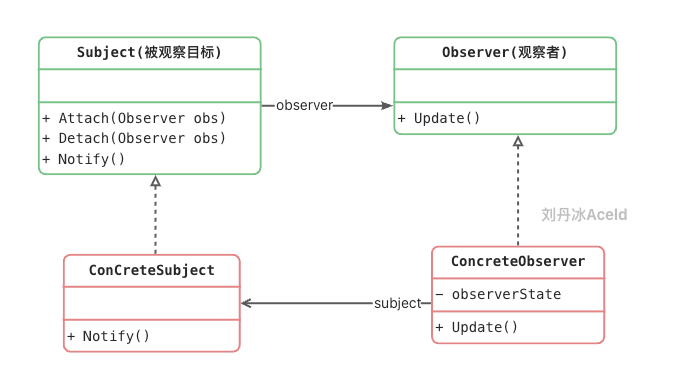 Subject(被观察目标)
+ Attach(Observer obs)
+ Detach(Observer obs)
+ Notify()
observer
Observer(观察者)
+ Update()
刘丹冰Aceld
ConCreteSubject
+ Notify()
subject
ConcreteObserver
− observerState
+ Update()